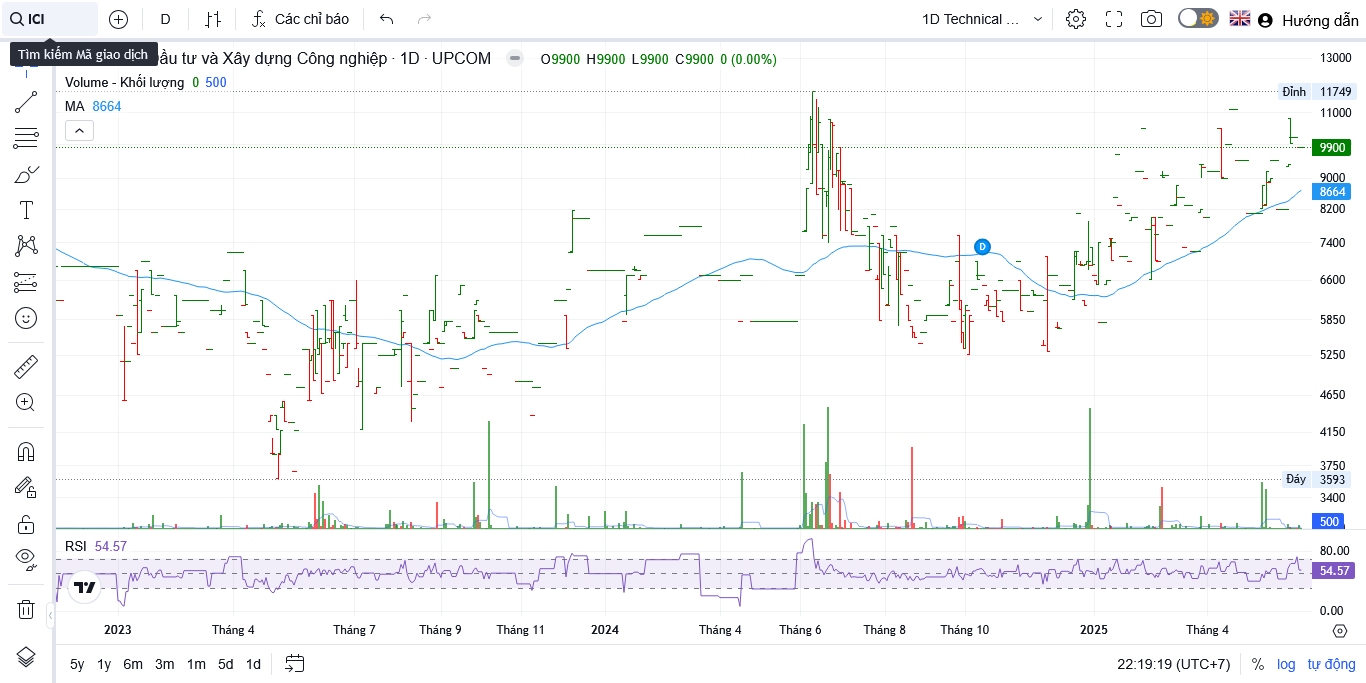 ICI
D
Các chỉ báo
1D Technical ...
Hướng dẫn
Tìm kiếm Mã giao dịch
ầu tư và Xây dựng Công nghiệp · 1D · UPCOM
O9900 H9900 L9900 C9900 0 (0.00%)
Volume - Khối lượng 0 500
MA 8664
13000
Đỉnh 11749
11000
9900
9000
8664
8200
7400
D
6600
5850
5250
4650
4150
3750
Đáy 3593
3400
500
RSI 54.57
80.00
54.57
0.00
2023 Tháng 4 Tháng 7 Tháng 9 Tháng 11 2024 Tháng 4 Tháng 6 Tháng 8 Tháng 10 2025 Tháng 4
5y 1y 6m 3m 1m 5d 1d
22:19:19 (UTC+7) % log tự động